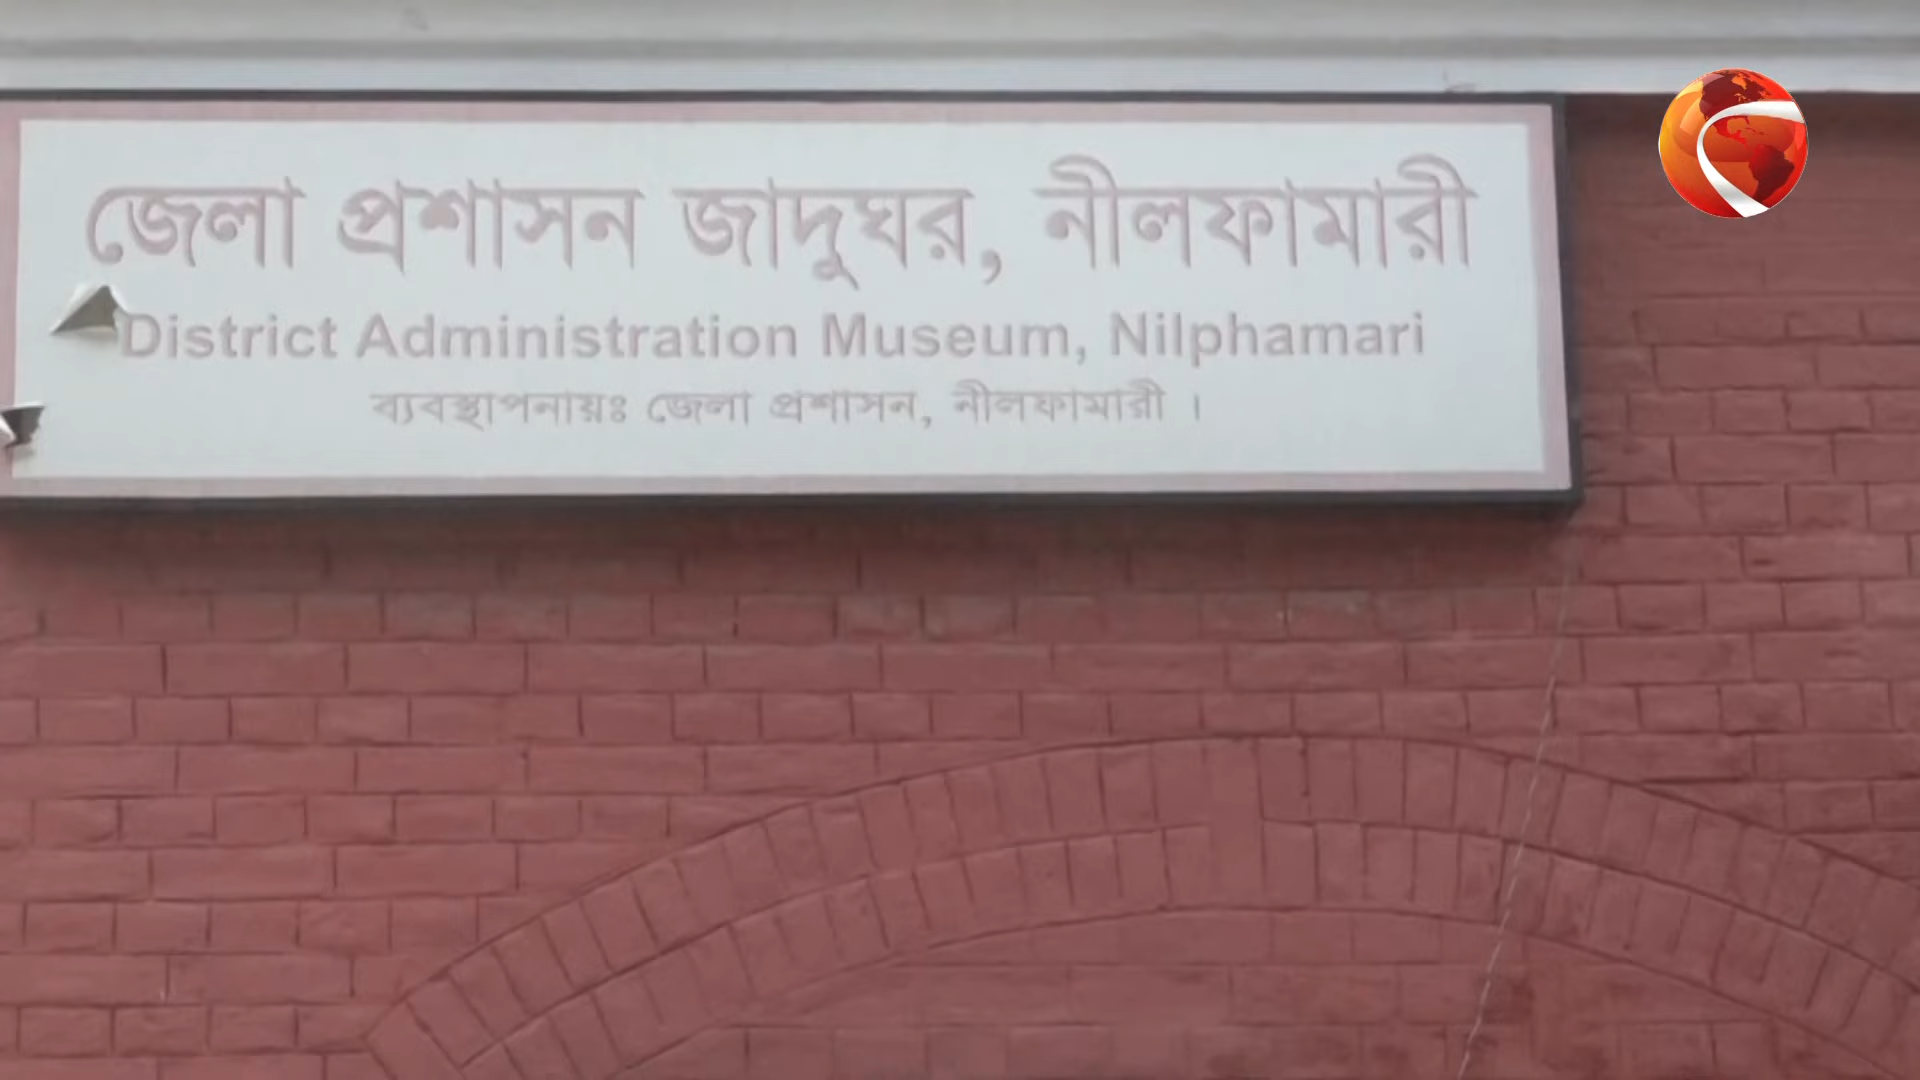 জেলা প্রশাসন জাদুঘর, নীলফামারী
District Administration Museum, Nilphamari
ব্যবস্থাপনায়ঃ জেলা প্রশাসন, নীলফামারী ।